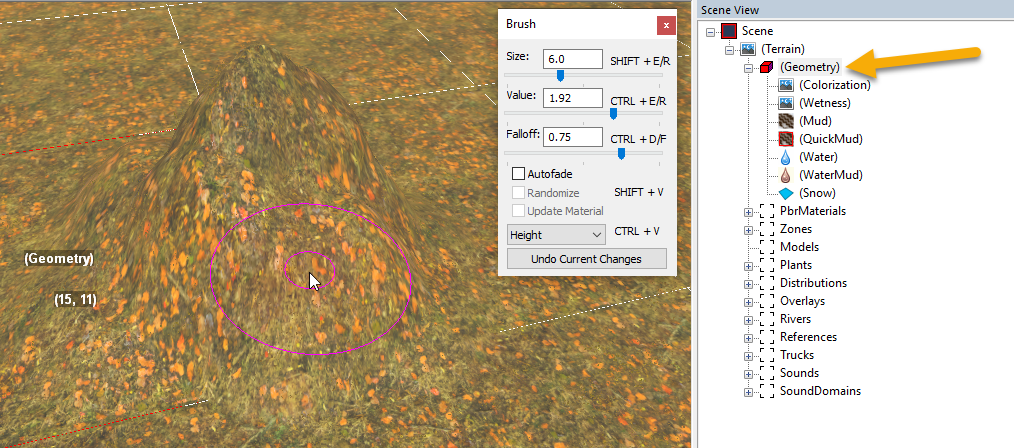 Brush
x
Size:
6.0
SHIFT + E/R
Value:
1.92
CTRL + E/R
Falloff:
0.75
CTRL + D/F
Autofade
Randomize
SHIFT + V
Update Material
Height
CTRL + V
Undo Current Changes
(Geometry)
(15, 11)
Scene View
Scene
(Terrain)
(Geometry)
(Colorization)
(Wetness)
(Mud)
(QuickMud)
(Water)
(WaterMud)
(Snow)
PbrMaterials
Zones
Models
Plants
Distributions
Overlays
Rivers
References
Trucks
Sounds
SoundDomains